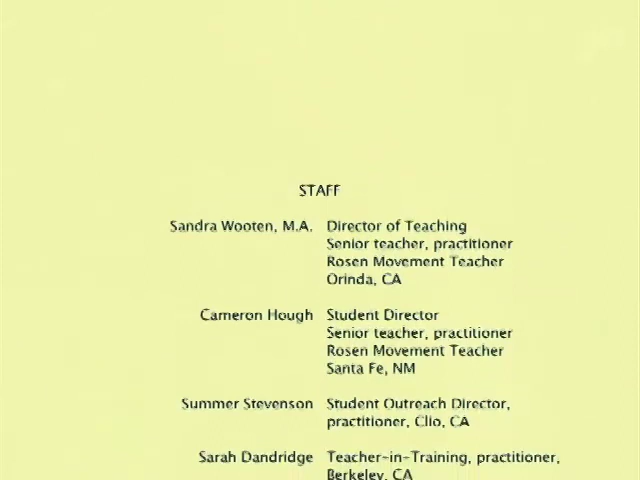 STAFF
Sandra Wooten, M.A. Director of Teaching
Senior teacher, practitioner
Rosen Movement Teacher
Orinda, CA
Cameron Hough Student Director
Senior teacher, practitioner
Rosen Movement Teacher
Santa Fe, NM
Summer Stevenson Student Outreach Director,
practitioner, Clio, CA
Sarah Dandridge Teacher-in-Training, practitioner,
Berkeley, CA